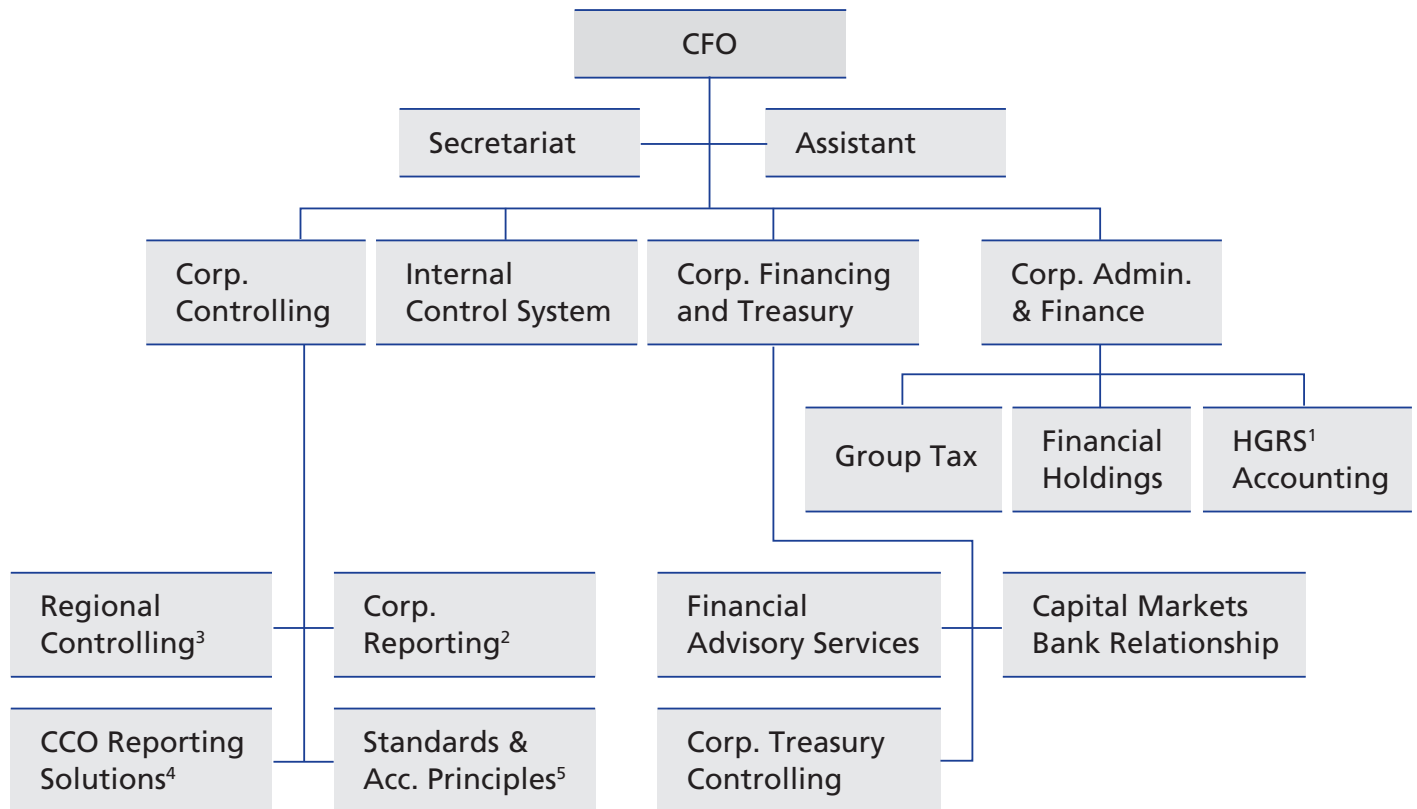 CFO
Secretariat
Assistant
Corp.
Controlling
Internal
Control System
Corp. Financing
and Treasury
Corp. Admin.
& Finance
Group Tax
Financial
Holdings
HGRS¹
Accounting
Regional
Controlling³
Corp.
Reporting²
Financial
Advisory Services
Capital Markets
Bank Relationship
CCO Reporting
Solutions⁴
Standards &
Acc. Principles⁵
Corp. Treasury
Controlling